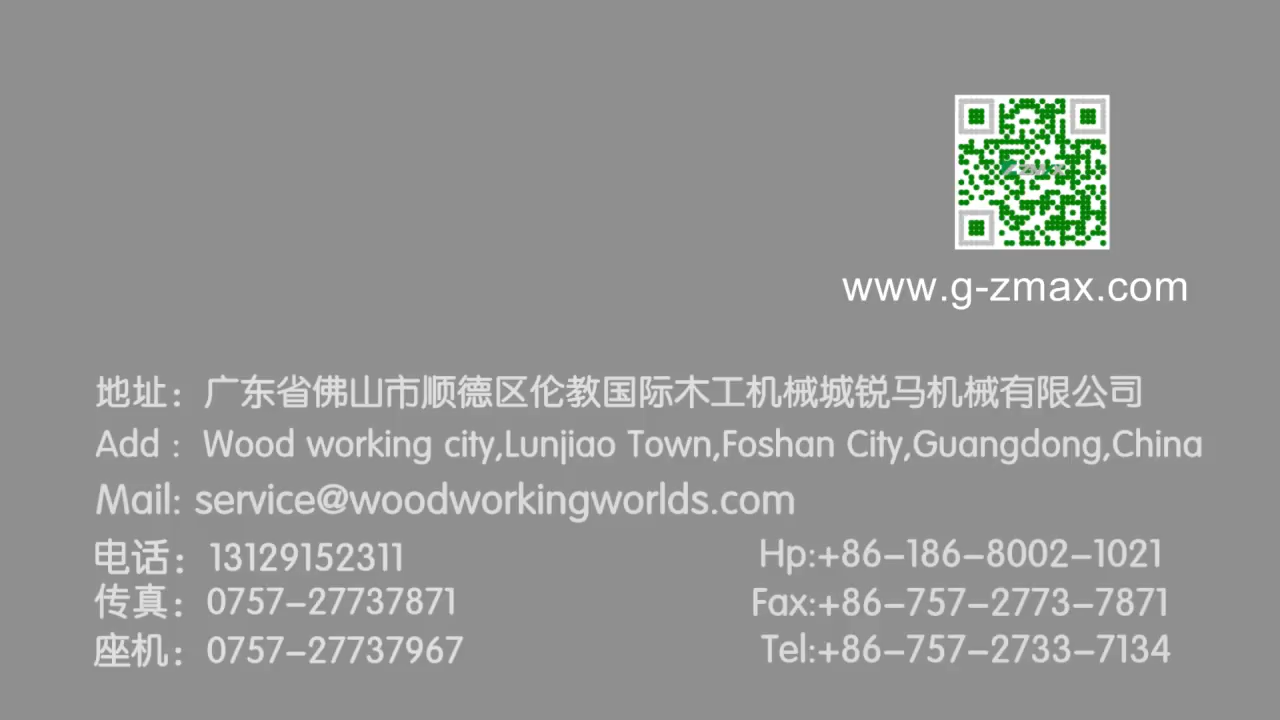 www.g-zmax.com
地址：广东省佛山市顺德区伦教国际木工机械城锐马机械有限公司
Add : Wood working city,Lunjiao Town,Foshan City,Guangdong,China
Mail: service@woodworkingworlds.com
电话：13129152311 Hp:+86-186-8002-1021
传真：0757-27737871 Fax:+86-757-2773-7871
座机：0757-27737967 Tel:+86-757-2733-7134